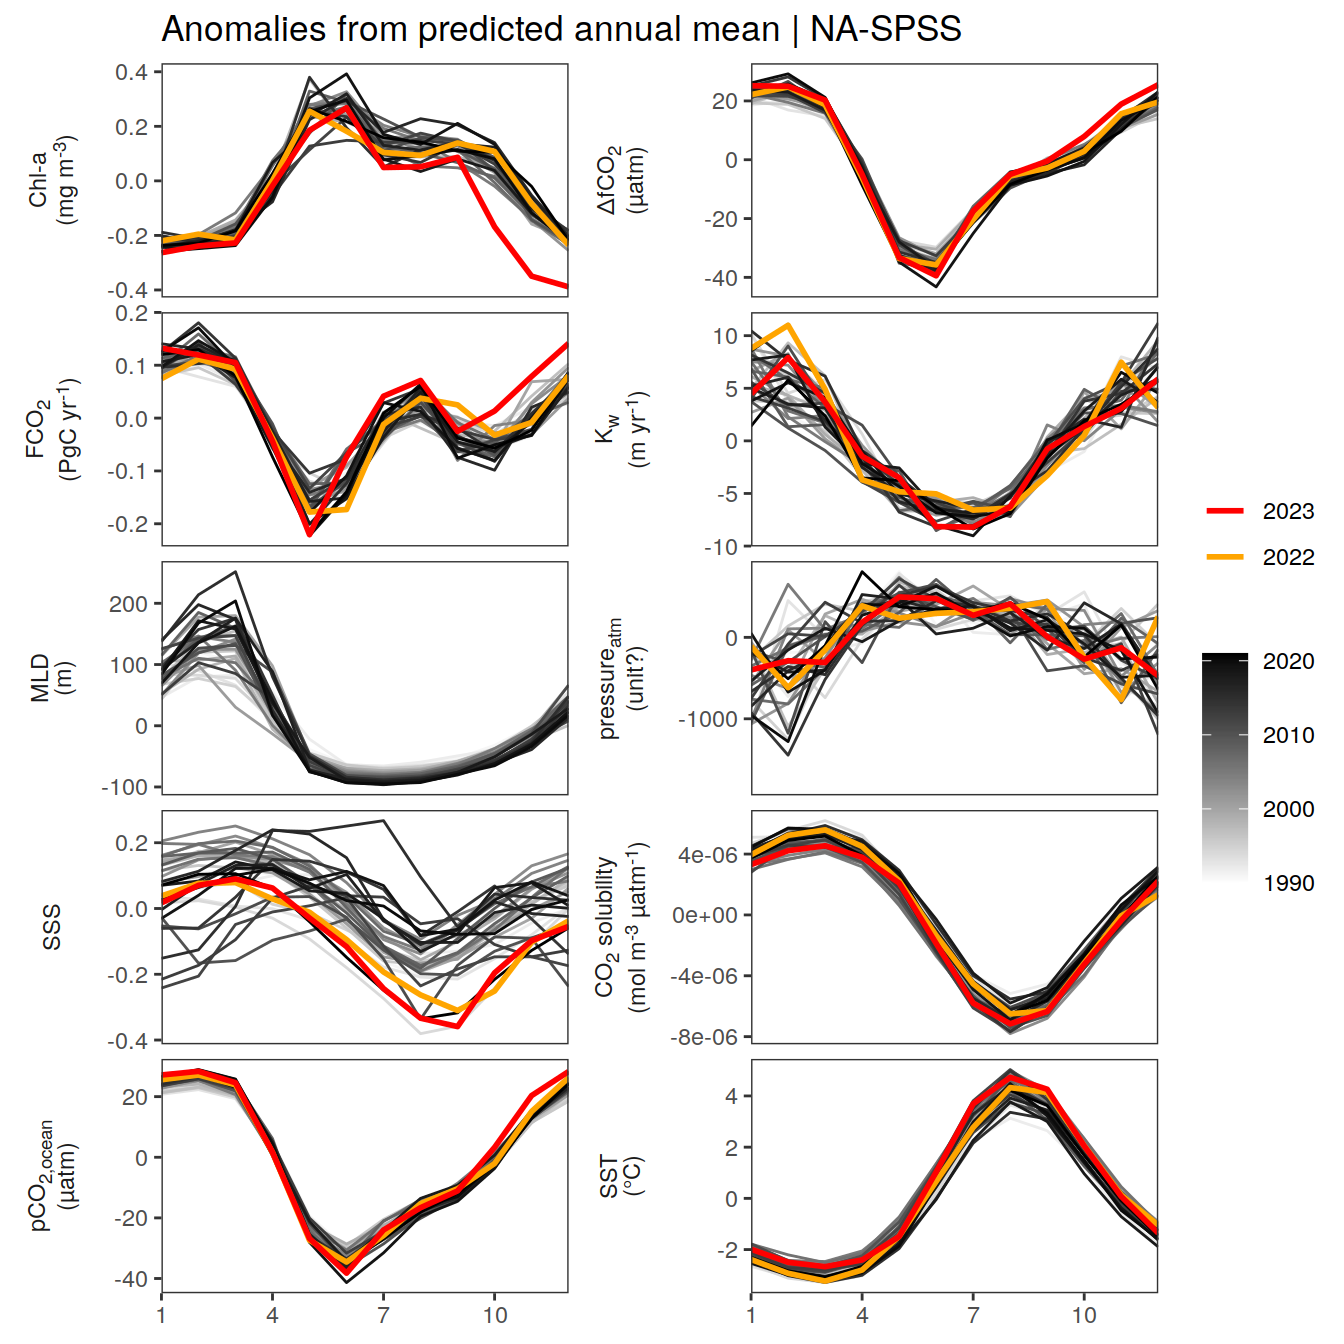 Anomalies from predicted annual mean | NA-SPSS
Chl-a
(mg m⁻³)
0.4
0.2
0.0
-0.2
-0.4
ΔfCO₂
(µatm)
20
0
-20
-40
FCO₂
(PgC yr⁻¹)
0.2
0.1
0.0
-0.1
-0.2
K_w
(m yr⁻¹)
10
5
0
-5
-10
MLD
(m)
200
100
0
-100
pressure_atm
(unit?)
0
-1000
SSS
0.2
0.0
-0.2
-0.4
CO₂ solubility
(mol m⁻³ µatm⁻¹)
4e-06
0e+00
-4e-06
-8e-06
pCO₂,ocean
(µatm)
20
0
-20
-40
1 4 7 10
SST
(°C)
4
2
0
-2
1 4 7 10
2023
2022
2020
2010
2000
1990